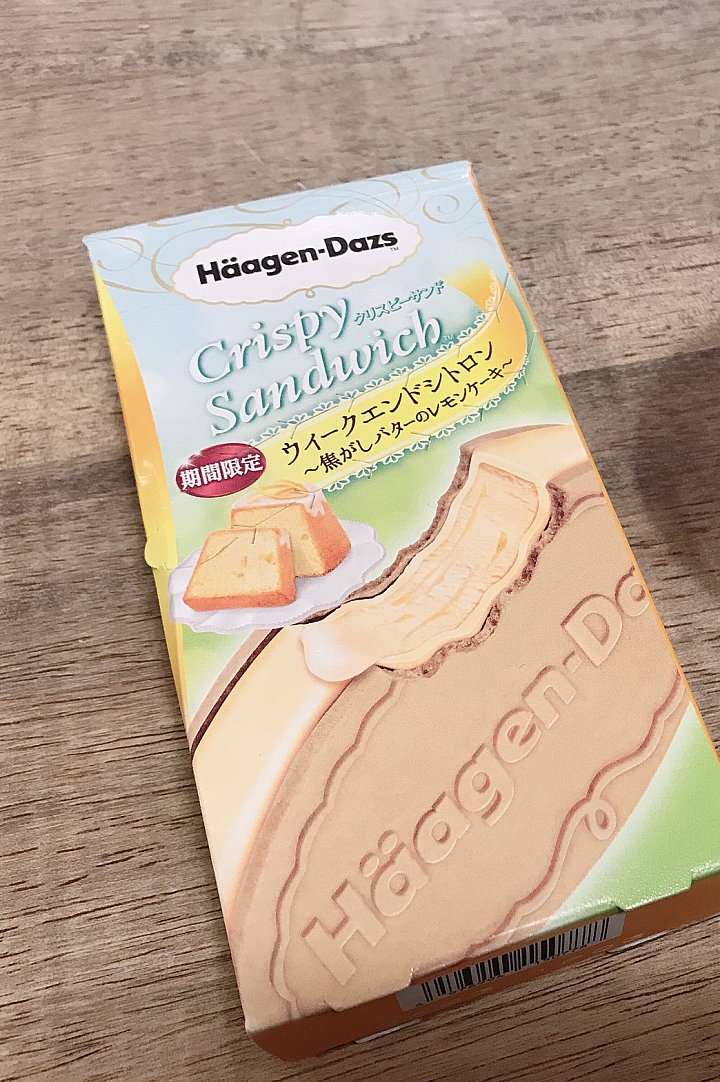 Häagen-Dazs™
Crispy クリスピーサンド
Sandwich
ウィークエンドシトロン
～焦がしバターのレモンケーキ～
期間限定
Häagen-Da